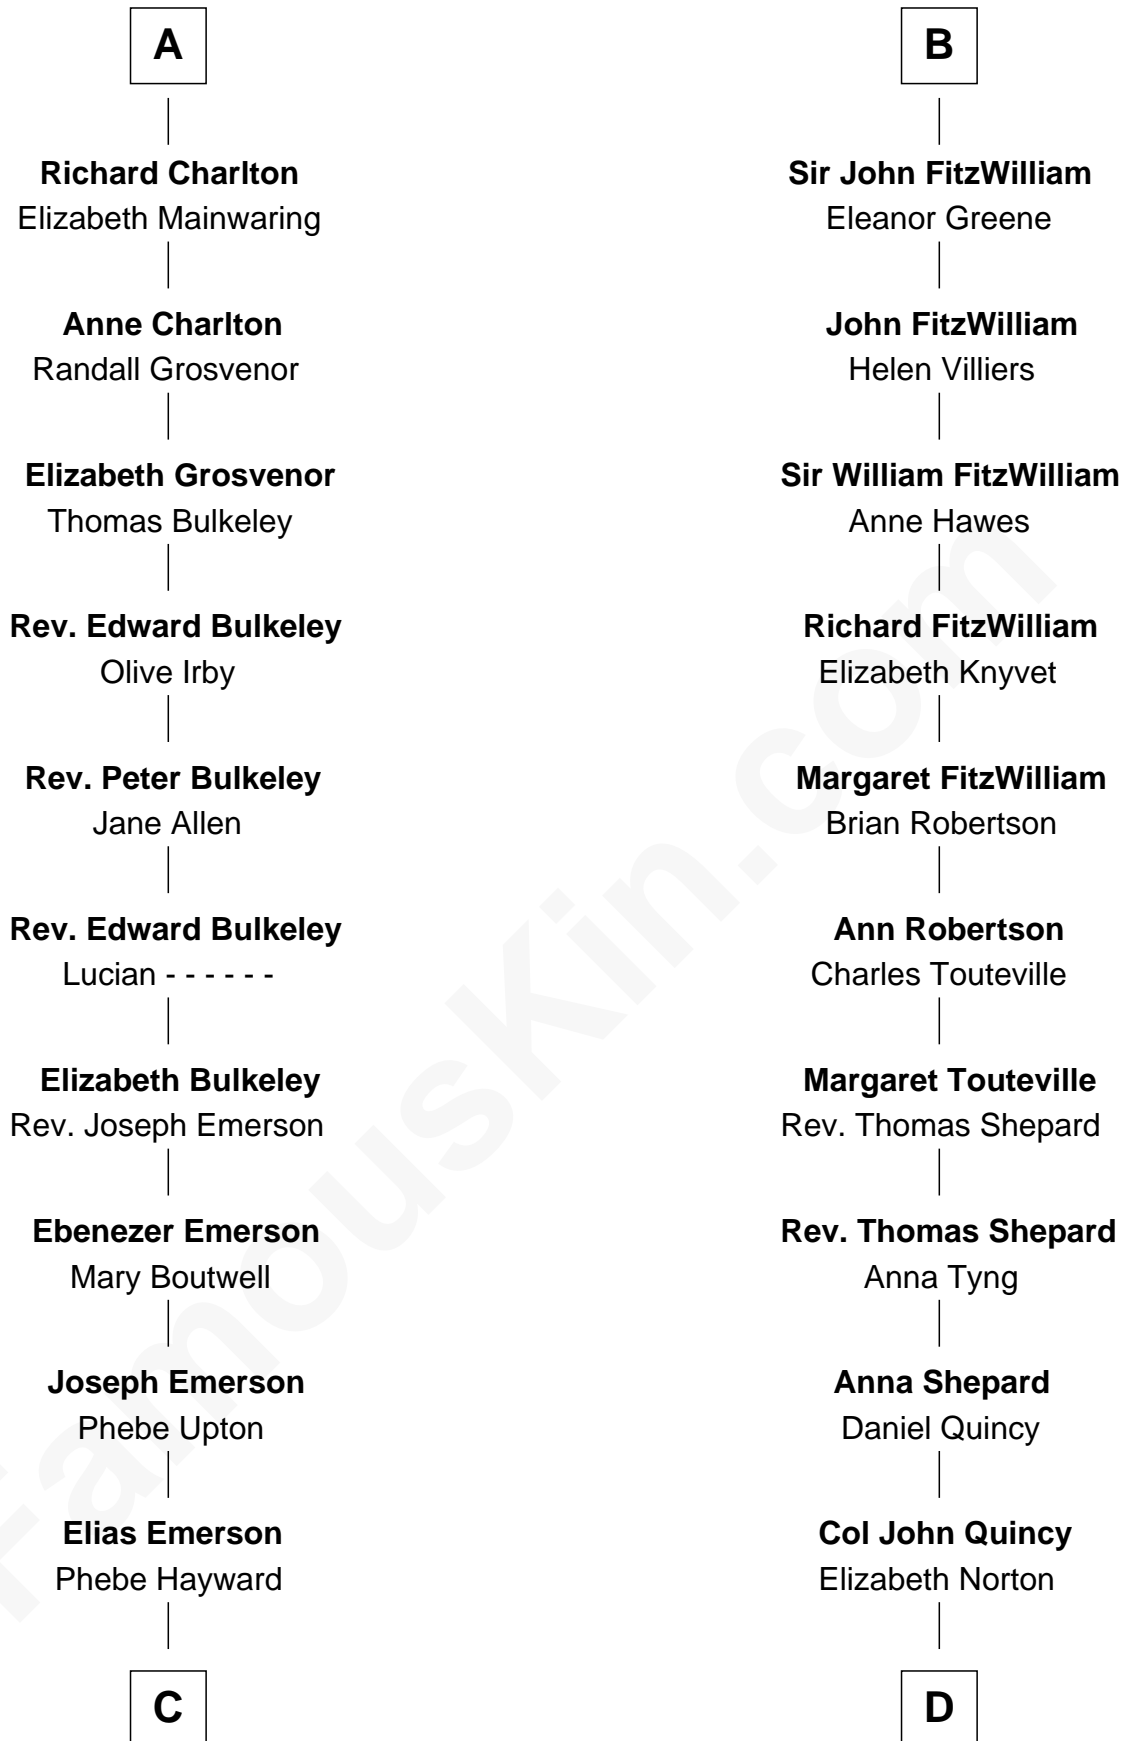 A
Richard Charlton
Elizabeth Mainwaring
Anne Charlton
Randall Grosvenor
Elizabeth Grosvenor
Thomas Bulkeley
Rev. Edward Bulkeley
Olive Irby
Rev. Peter Bulkeley
Jane Allen
Rev. Edward Bulkeley
Lucian - - - - - -
Elizabeth Bulkeley
Rev. Joseph Emerson
Ebenezer Emerson
Mary Boutwell
Joseph Emerson
Phebe Upton
Elias Emerson
Phebe Hayward
C
B
Sir John FitzWilliam
Eleanor Greene
John FitzWilliam
Helen Villiers
Sir William FitzWilliam
Anne Hawes
Richard FitzWilliam
Elizabeth Knyvet
Margaret FitzWilliam
Brian Robertson
Ann Robertson
Charles Touteville
Margaret Touteville
Rev. Thomas Shepard
Rev. Thomas Shepard
Anna Tyng
Anna Shepard
Daniel Quincy
Col John Quincy
Elizabeth Norton
D
FamousKin.com